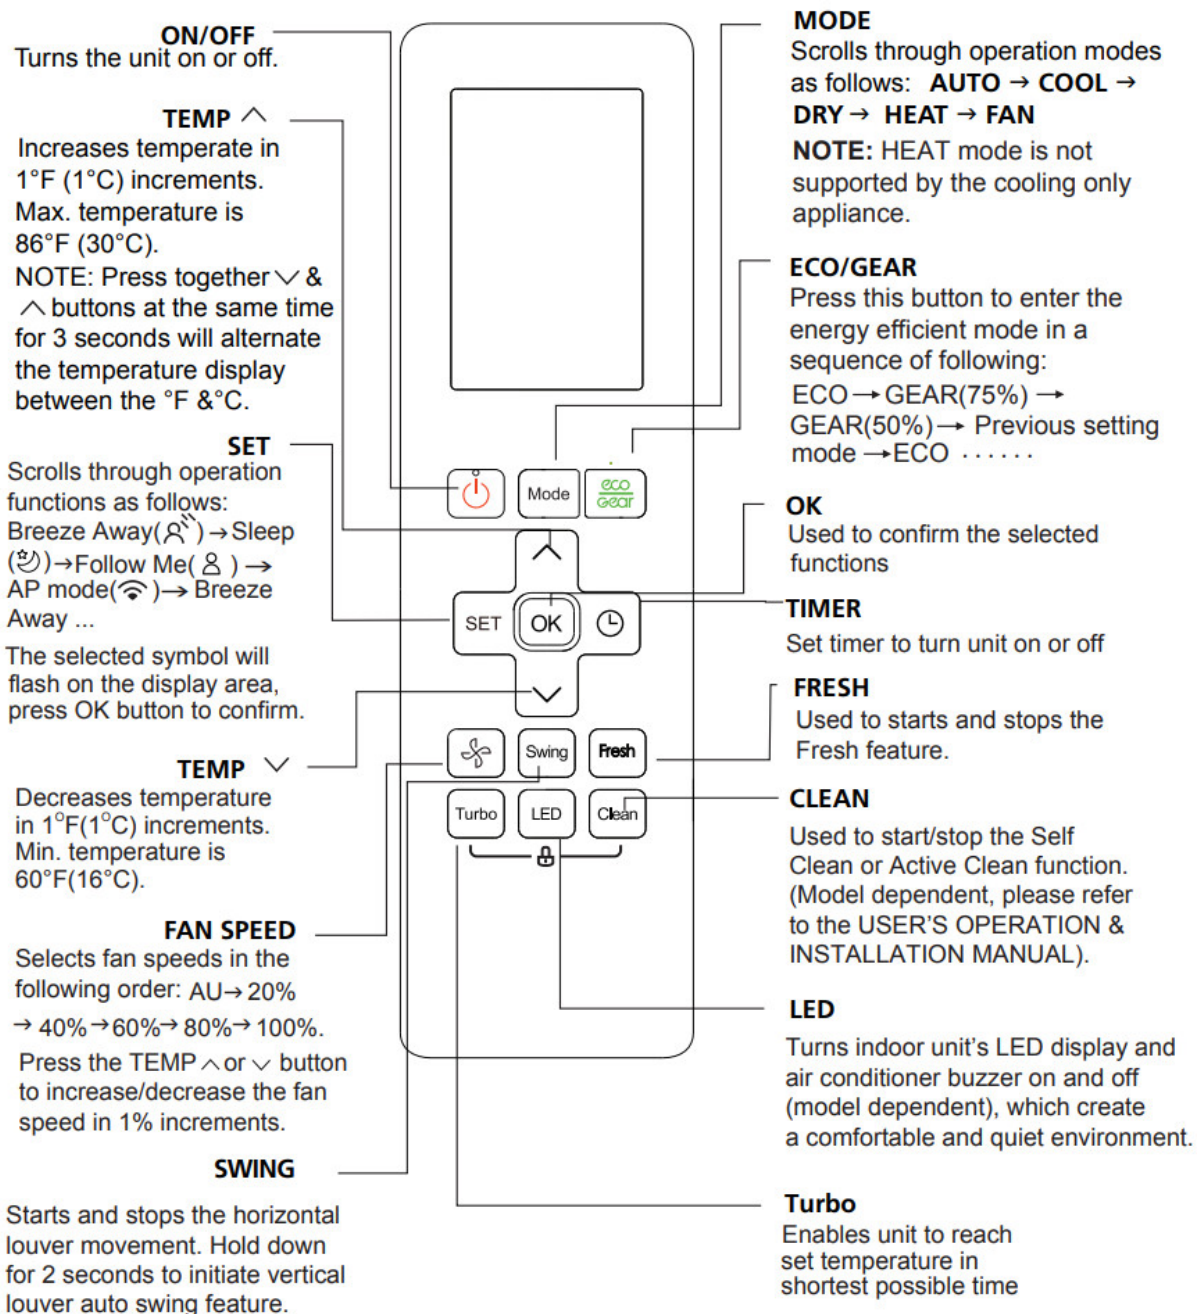 ON/OFF
Turns the unit on or off.
TEMP ∧
Increases temperate in
1°F (1°C) increments.
Max. temperature is
86°F (30°C).
NOTE: Press together ∨ &
∧ buttons at the same time
for 3 seconds will alternate
the temperature display
between the °F &°C.
SET
Scrolls through operation
functions as follows:
Breeze Away( ) → Sleep
( )→Follow Me( ) →
AP mode( )→ Breeze
Away ...
The selected symbol will
flash on the display area,
press OK button to confirm.
TEMP ∨
Decreases temperature
in 1°F(1°C) increments.
Min. temperature is
60°F(16°C).
FAN SPEED
Selects fan speeds in the
following order: AU→ 20%
→ 40%→60%→ 80%→ 100%.
Press the TEMP ∧ or ∨ button
to increase/decrease the fan
speed in 1% increments.
SWING
Starts and stops the horizontal
louver movement. Hold down
for 2 seconds to initiate vertical
louver auto swing feature.
Mode
eco
Gear
SET
OK
Swing
Fresh
Turbo
LED
Clean
MODE
Scrolls through operation modes
as follows: AUTO → COOL →
DRY → HEAT → FAN
NOTE: HEAT mode is not
supported by the cooling only
appliance.
ECO/GEAR
Press this button to enter the
energy efficient mode in a
sequence of following:
ECO → GEAR(75%) →
GEAR(50%)→ Previous setting
mode →ECO · · · · · ·
OK
Used to confirm the selected
functions
TIMER
Set timer to turn unit on or off
FRESH
Used to starts and stops the
Fresh feature.
CLEAN
Used to start/stop the Self
Clean or Active Clean function.
(Model dependent, please refer
to the USER'S OPERATION &
INSTALLATION MANUAL).
LED
Turns indoor unit's LED display and
air conditioner buzzer on and off
(model dependent), which create
a comfortable and quiet environment.
Turbo
Enables unit to reach
set temperature in
shortest possible time